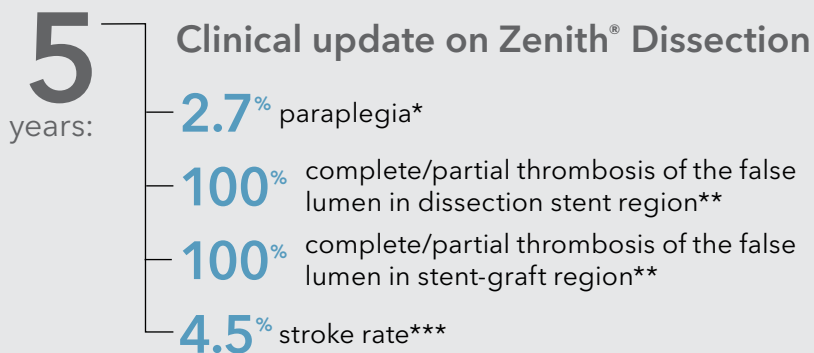 5
years:
Clinical update on Zenith® Dissection
2.7% paraplegia*
100% complete/partial thrombosis of the false
lumen in dissection stent region**
100% complete/partial thrombosis of the false
lumen in stent-graft region**
4.5% stroke rate***